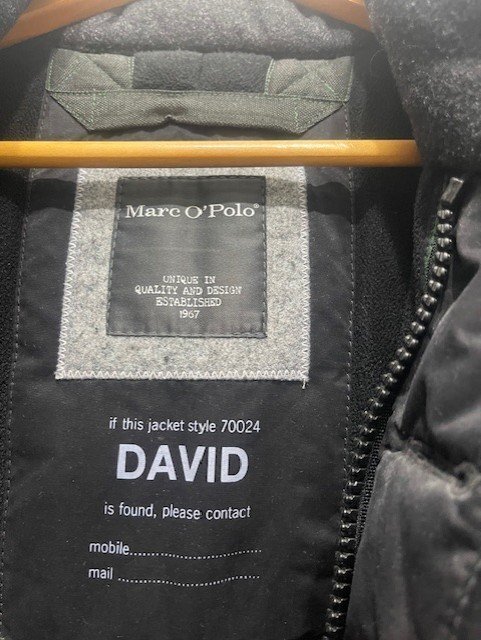 Marc O'Polo®
UNIQUE IN
QUALITY AND DESIGN
ESTABLISHED
1967
if this jacket style 70024
DAVID
is found, please contact
mobile..............................
mail ................................